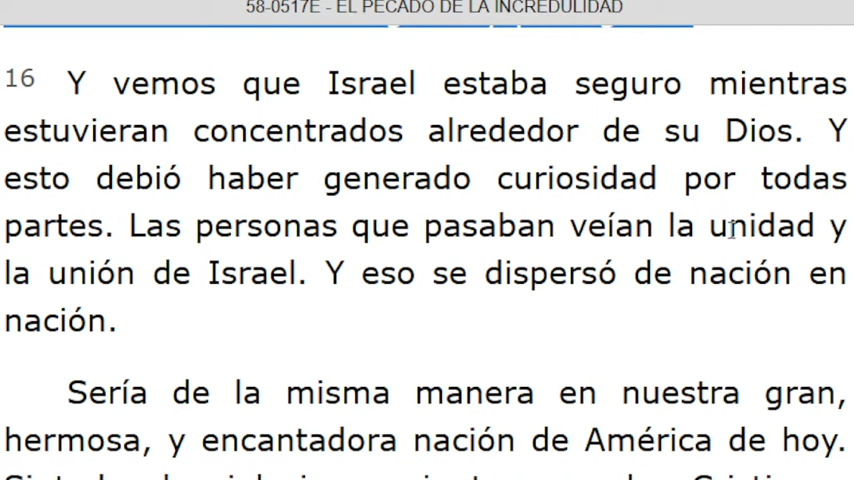 58-0517E - EL PECADO DE LA INCREDULIDAD
16 Y vemos que Israel estaba seguro mientras
estuvieran concentrados alrededor de su Dios. Y
esto debió haber generado curiosidad por todas
partes. Las personas que pasaban veían la unidad y
la unión de Israel. Y eso se dispersó de nación en
nación.
Sería de la misma manera en nuestra gran,
hermosa, y encantadora nación de América de hoy.